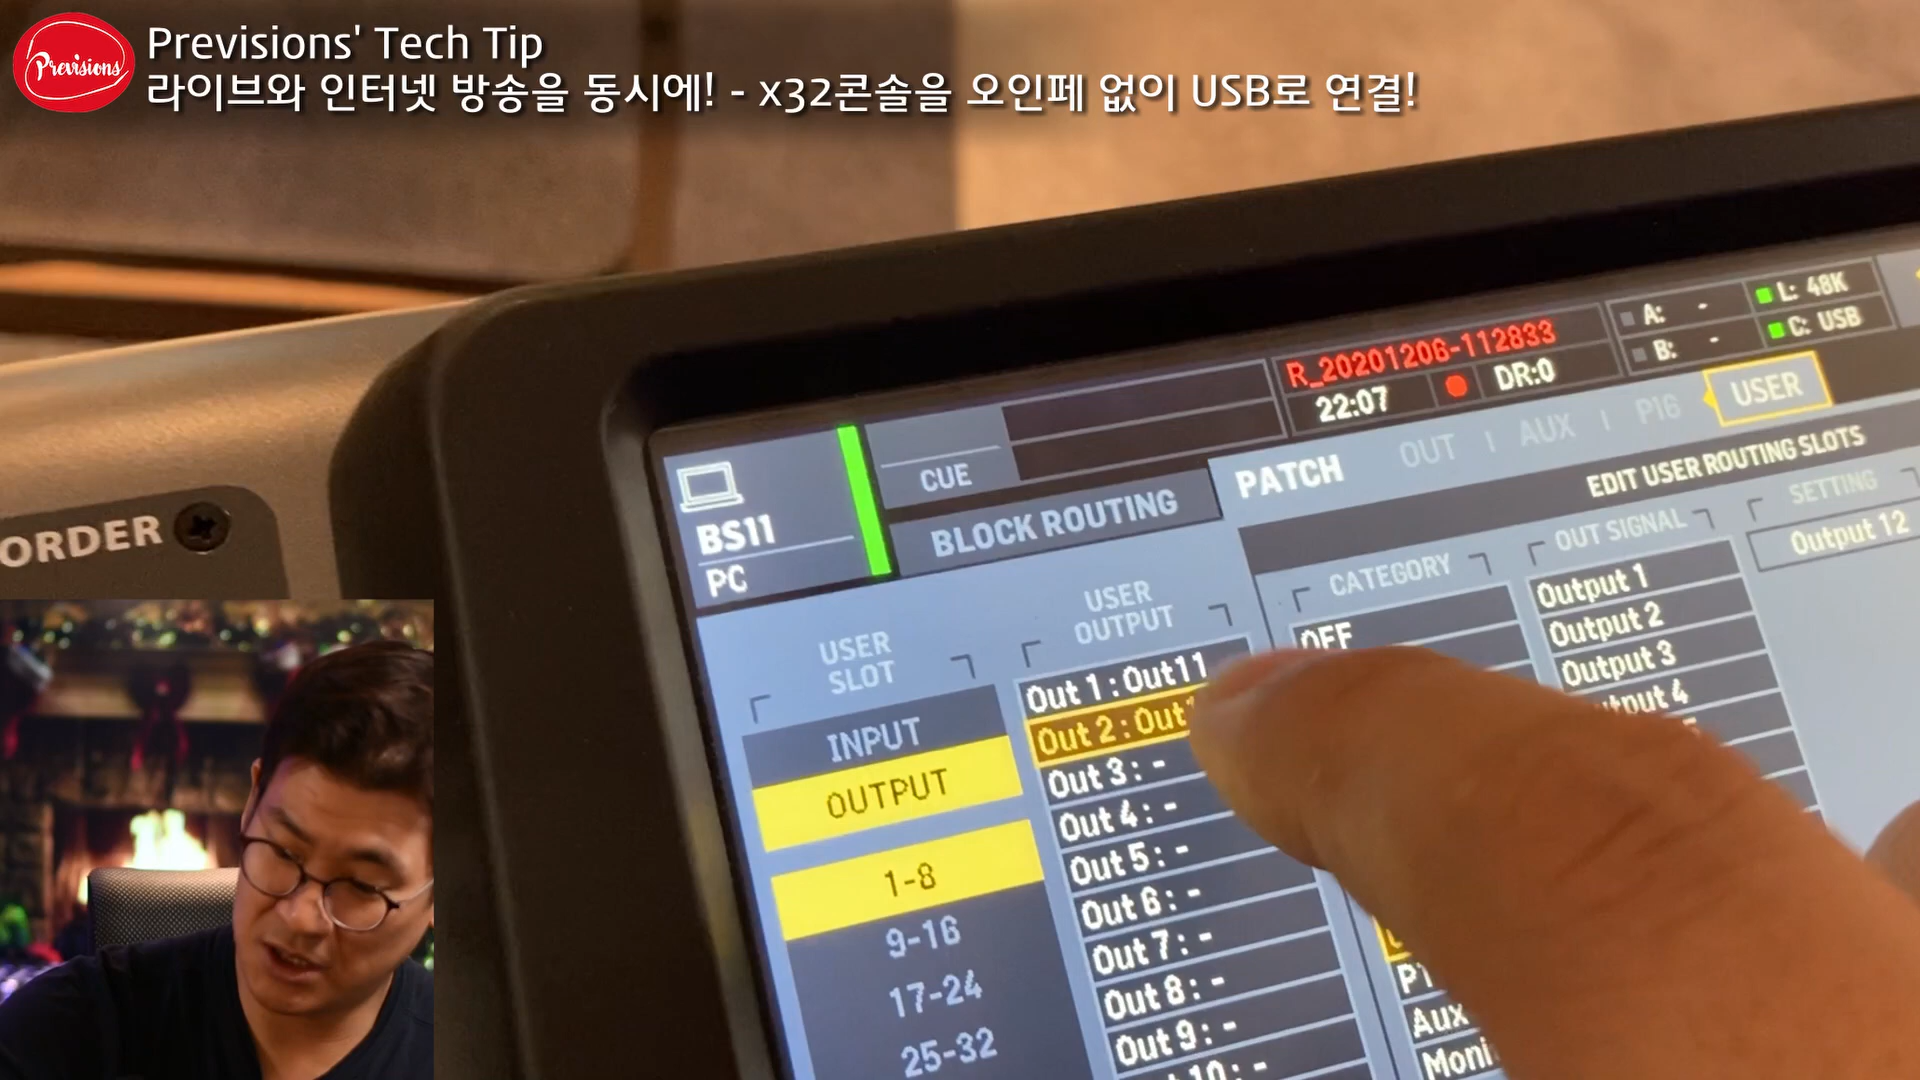 Previsions
Previsions' Tech Tip
라이브와 인터넷 방송을 동시에! - x32콘솔을 오인페 없이 USB로 연결!
ORDER
BS11
PC
CUE
R_20201206-112833
22:07
DR:0
A: -
B: -
L: 48K
C: USB
BLOCK ROUTING
PATCH
OUT
AUX
P16
USER
EDIT USER ROUTING SLOTS
USER
SLOT
INPUT
OUTPUT
1-8
9-16
17-24
25-32
USER
OUTPUT
Out 1 : Out11
Out 2 :
Out 3 : -
Out 4 : -
Out 5 : -
Out 6 : -
Out 7 : -
Out 8 : -
Out 9 : -
CATEGORY
OFF
Aux
OUT SIGNAL
Output 1
Output 2
Output 3
SETTING
Output 12